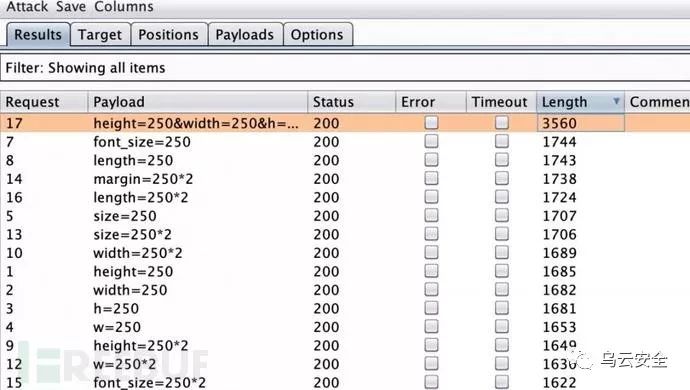 Attack Save Columns
Results Target Positions Payloads Options
Filter: Showing all items
Request Payload Status Error Timeout Length Commen
17 height=250&width=250&h=... 200 3560
7 font_size=250 200 1744
8 length=250 200 1743
14 margin=250*2 200 1738
16 length=250*2 200 1724
5 size=250 200 1707
13 size=250*2 200 1706
10 width=250*2 200 1689
1 height=250 200 1685
2 width=250 200 1682
3 h=250 200 1681
4 w=250 200 1653
9 height=250*2 200 1649
12 w=250*2 200 1630
15 font_size=250*2 200 1622
FREEBUF
乌云安全